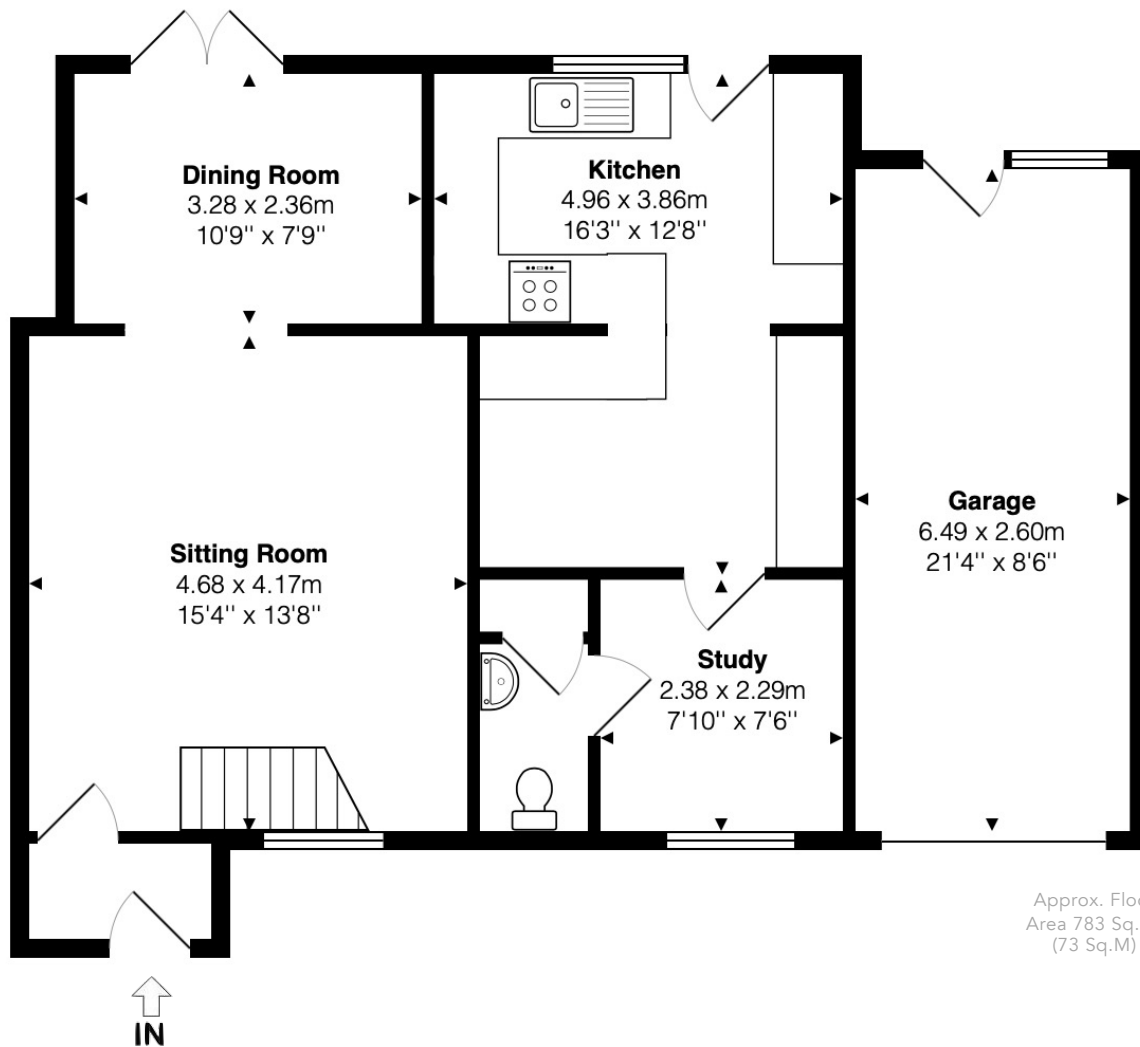 Dining Room
3.28 x 2.36m
10'9" x 7'9"
Kitchen
4.96 x 3.86m
16'3" x 12'8"
Sitting Room
4.68 x 4.17m
15'4" x 13'8"
Garage
6.49 x 2.60m
21'4" x 8'6"
Study
2.38 x 2.29m
7'10" x 7'6"
Approx.
Area 783 Sq.
(73 Sq.M)
IN